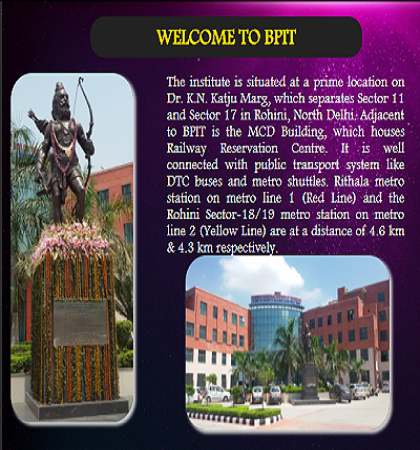 WELCOME TO BPIT
The institute is situated at a prime location on
Dr. K.N. Katju Marg, which separates Sector 11
and Sector 17 in Rohini, North Delhi. Adjacent
to BPIT is the MCD Building, which houses
Railway Reservation Centre. It is well
connected with public transport system like
DTC buses and metro shuttles. Rithala metro
station on metro line 1 (Red Line) and the
Rohini Sector-18/19 metro station on metro
line 2 (Yellow Line) are at a distance of 4.6 km
& 4.3 km respectively.